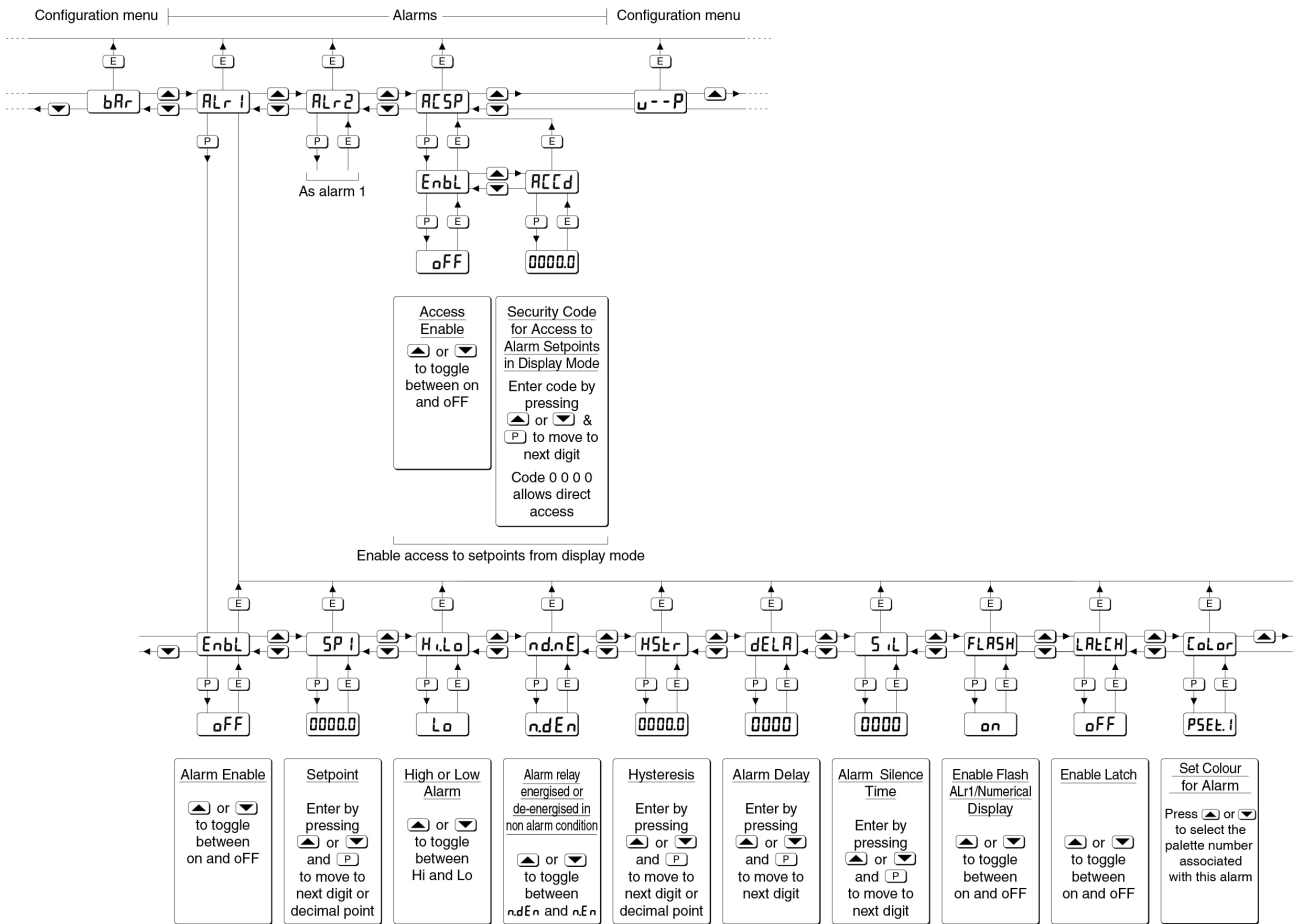 Configuration menu Alarms Configuration menu
E E E E E
bAr ALr1 ALr2 ACSP u--P
P P E P E E
As alarm 1
EnbL ACCd
P E P E
oFF 0000.0
Access
Enable
or
to toggle
between on
and oFF
Security Code
for Access to
Alarm Setpoints
in Display Mode
Enter code by
pressing
or &
P to move to
next digit
Code 0 0 0 0
allows direct
access
Enable access to setpoints from display mode
E E E E E E E E E E
EnbL SP1 Hi.Lo nd.nE HStr dELA SiL FLASH LAtCH CoLor
P E P E P E P E P E P E P E P E P E P E
oFF 0000.0 Lo n.dEn 0000.0 0000 0000 on oFF PSEt.1
Alarm Enable
or
to toggle
between
on and oFF
Setpoint
Enter by
pressing
or
and P
to move to
next digit or
decimal point
High or Low
Alarm
or
to toggle
between
Hi and Lo
Alarm relay
energised or
de-energised in
non alarm condition
or
to toggle
between
n.dEn and n.En
Hysteresis
Enter by
pressing
or
and P
to move to
next digit or
decimal point
Alarm Delay
Enter by
pressing
or
and P
to move to
next digit
Alarm Silence
Time
Enter by
pressing
or
and P
to move to
next digit
Enable Flash
ALr1/Numerical
Display
or
to toggle
between
on and oFF
Enable Latch
or
to toggle
between
on and oFF
Set Colour
for Alarm
Press or
to select the
palette number
associated
with this alarm